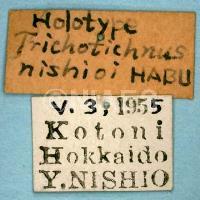 Holotype
Trichotichnus
nishioi HABU
V. 3, 1955
Kotoni
Hokkaido
Y. NISHIO